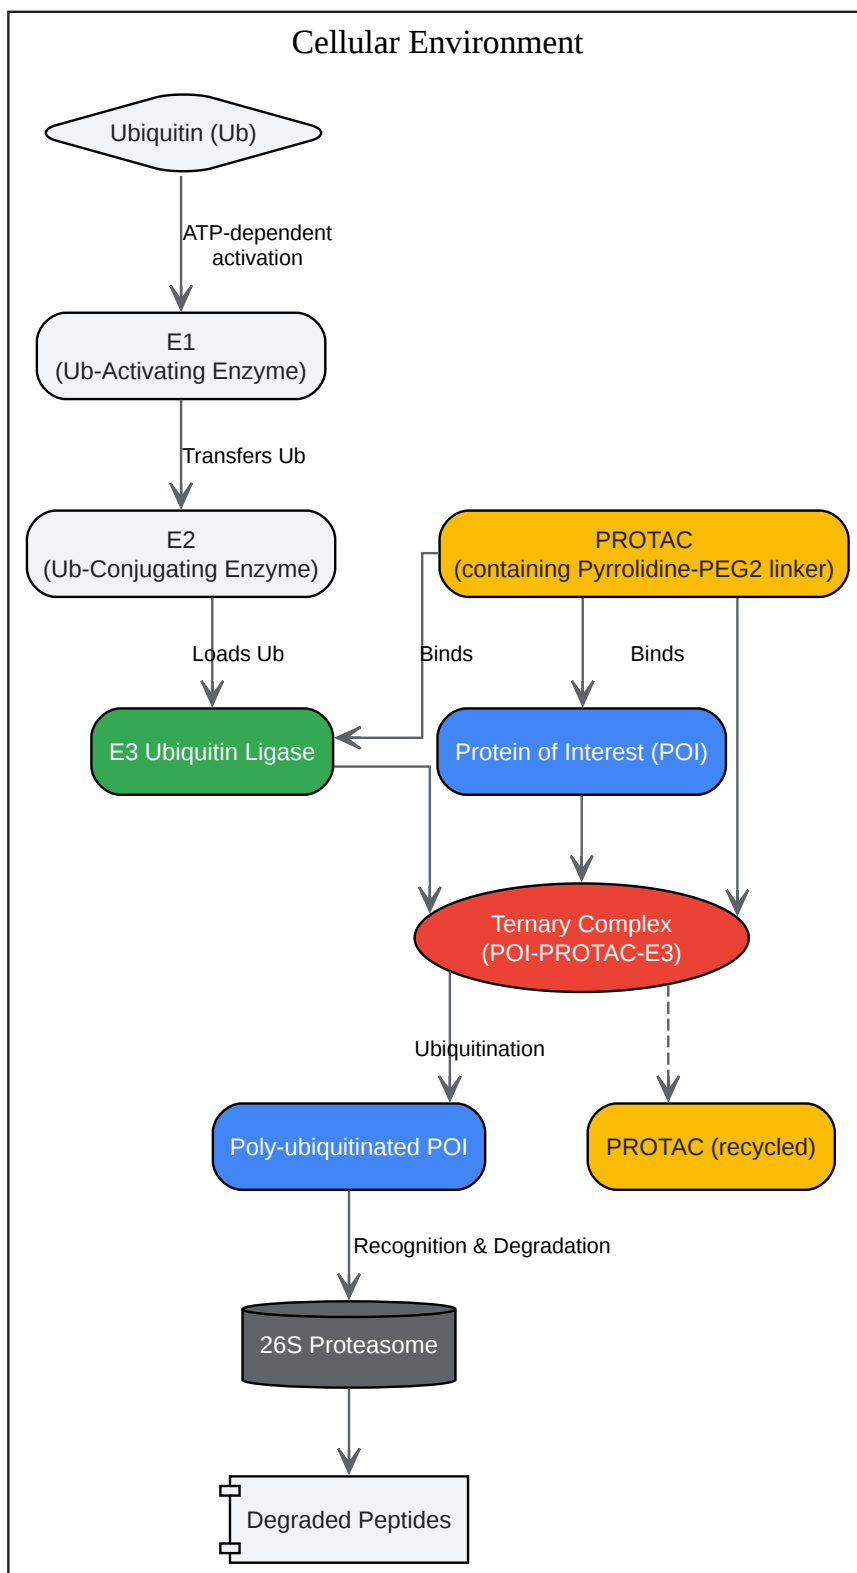 Cellular Environment
Ubiquitin (Ub)
ATP-dependent
activation
E1
(Ub-Activating Enzyme)
Transfers Ub
E2
(Ub-Conjugating Enzyme)
PROTAC
(containing Pyrrolidine-PEG2 linker)
Loads Ub
Binds
Binds
E3 Ubiquitin Ligase
Protein of Interest (POI)
Ternary Complex
(POI-PROTAC-E3)
Ubiquitination
Poly-ubiquitinated POI
PROTAC (recycled)
Recognition & Degradation
26S Proteasome
Degraded Peptides